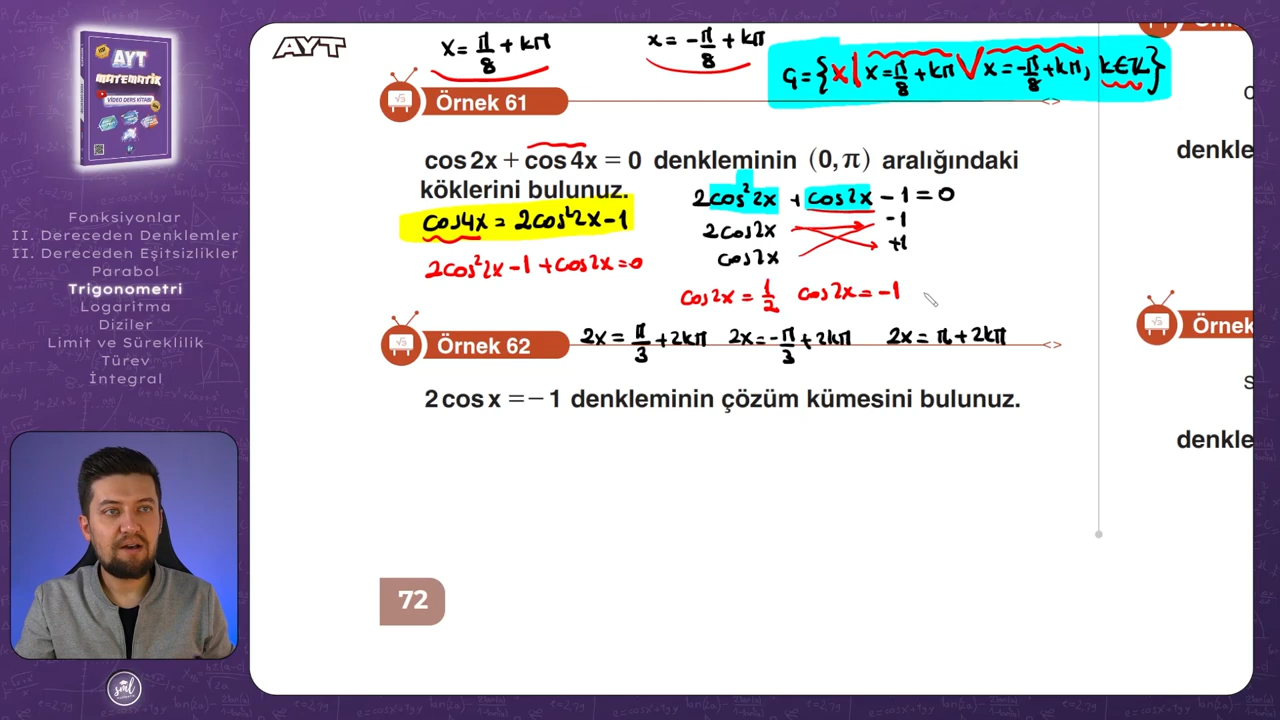 AYT
MATEMATİK
VİDEO DERS KİTABI
Fonksiyonlar
II. Dereceden Denklemler
II. Dereceden Eşitsizlikler
Parabol
Trigonometri
Logaritma
Diziler
Limit ve Süreklilik
Türev
İntegral
sml
AYT
x = π/8 + kπ
x = -π/8 + kπ
Ç = {x | x = π/8 + kπ ∨ x = -π/8 + kπ, k∈ℤ}
Örnek 61
cos 2x + cos 4x = 0 denkleminin (0, π) aralığındaki
köklerini bulunuz.
cos4x = 2cos²2x-1
2cos²2x-1 + cos2x=0
2cos²2x + cos2x - 1 = 0
2cos2x -1
cos2x +1
cos2x = 1/2 cos2x = -1
2x = π/3 + 2kπ 2x = -π/3 + 2kπ 2x = π + 2kπ
Örnek 62
2 cos x = - 1 denkleminin çözüm kümesini bulunuz.
72
denkle
Örnek
s
denkle